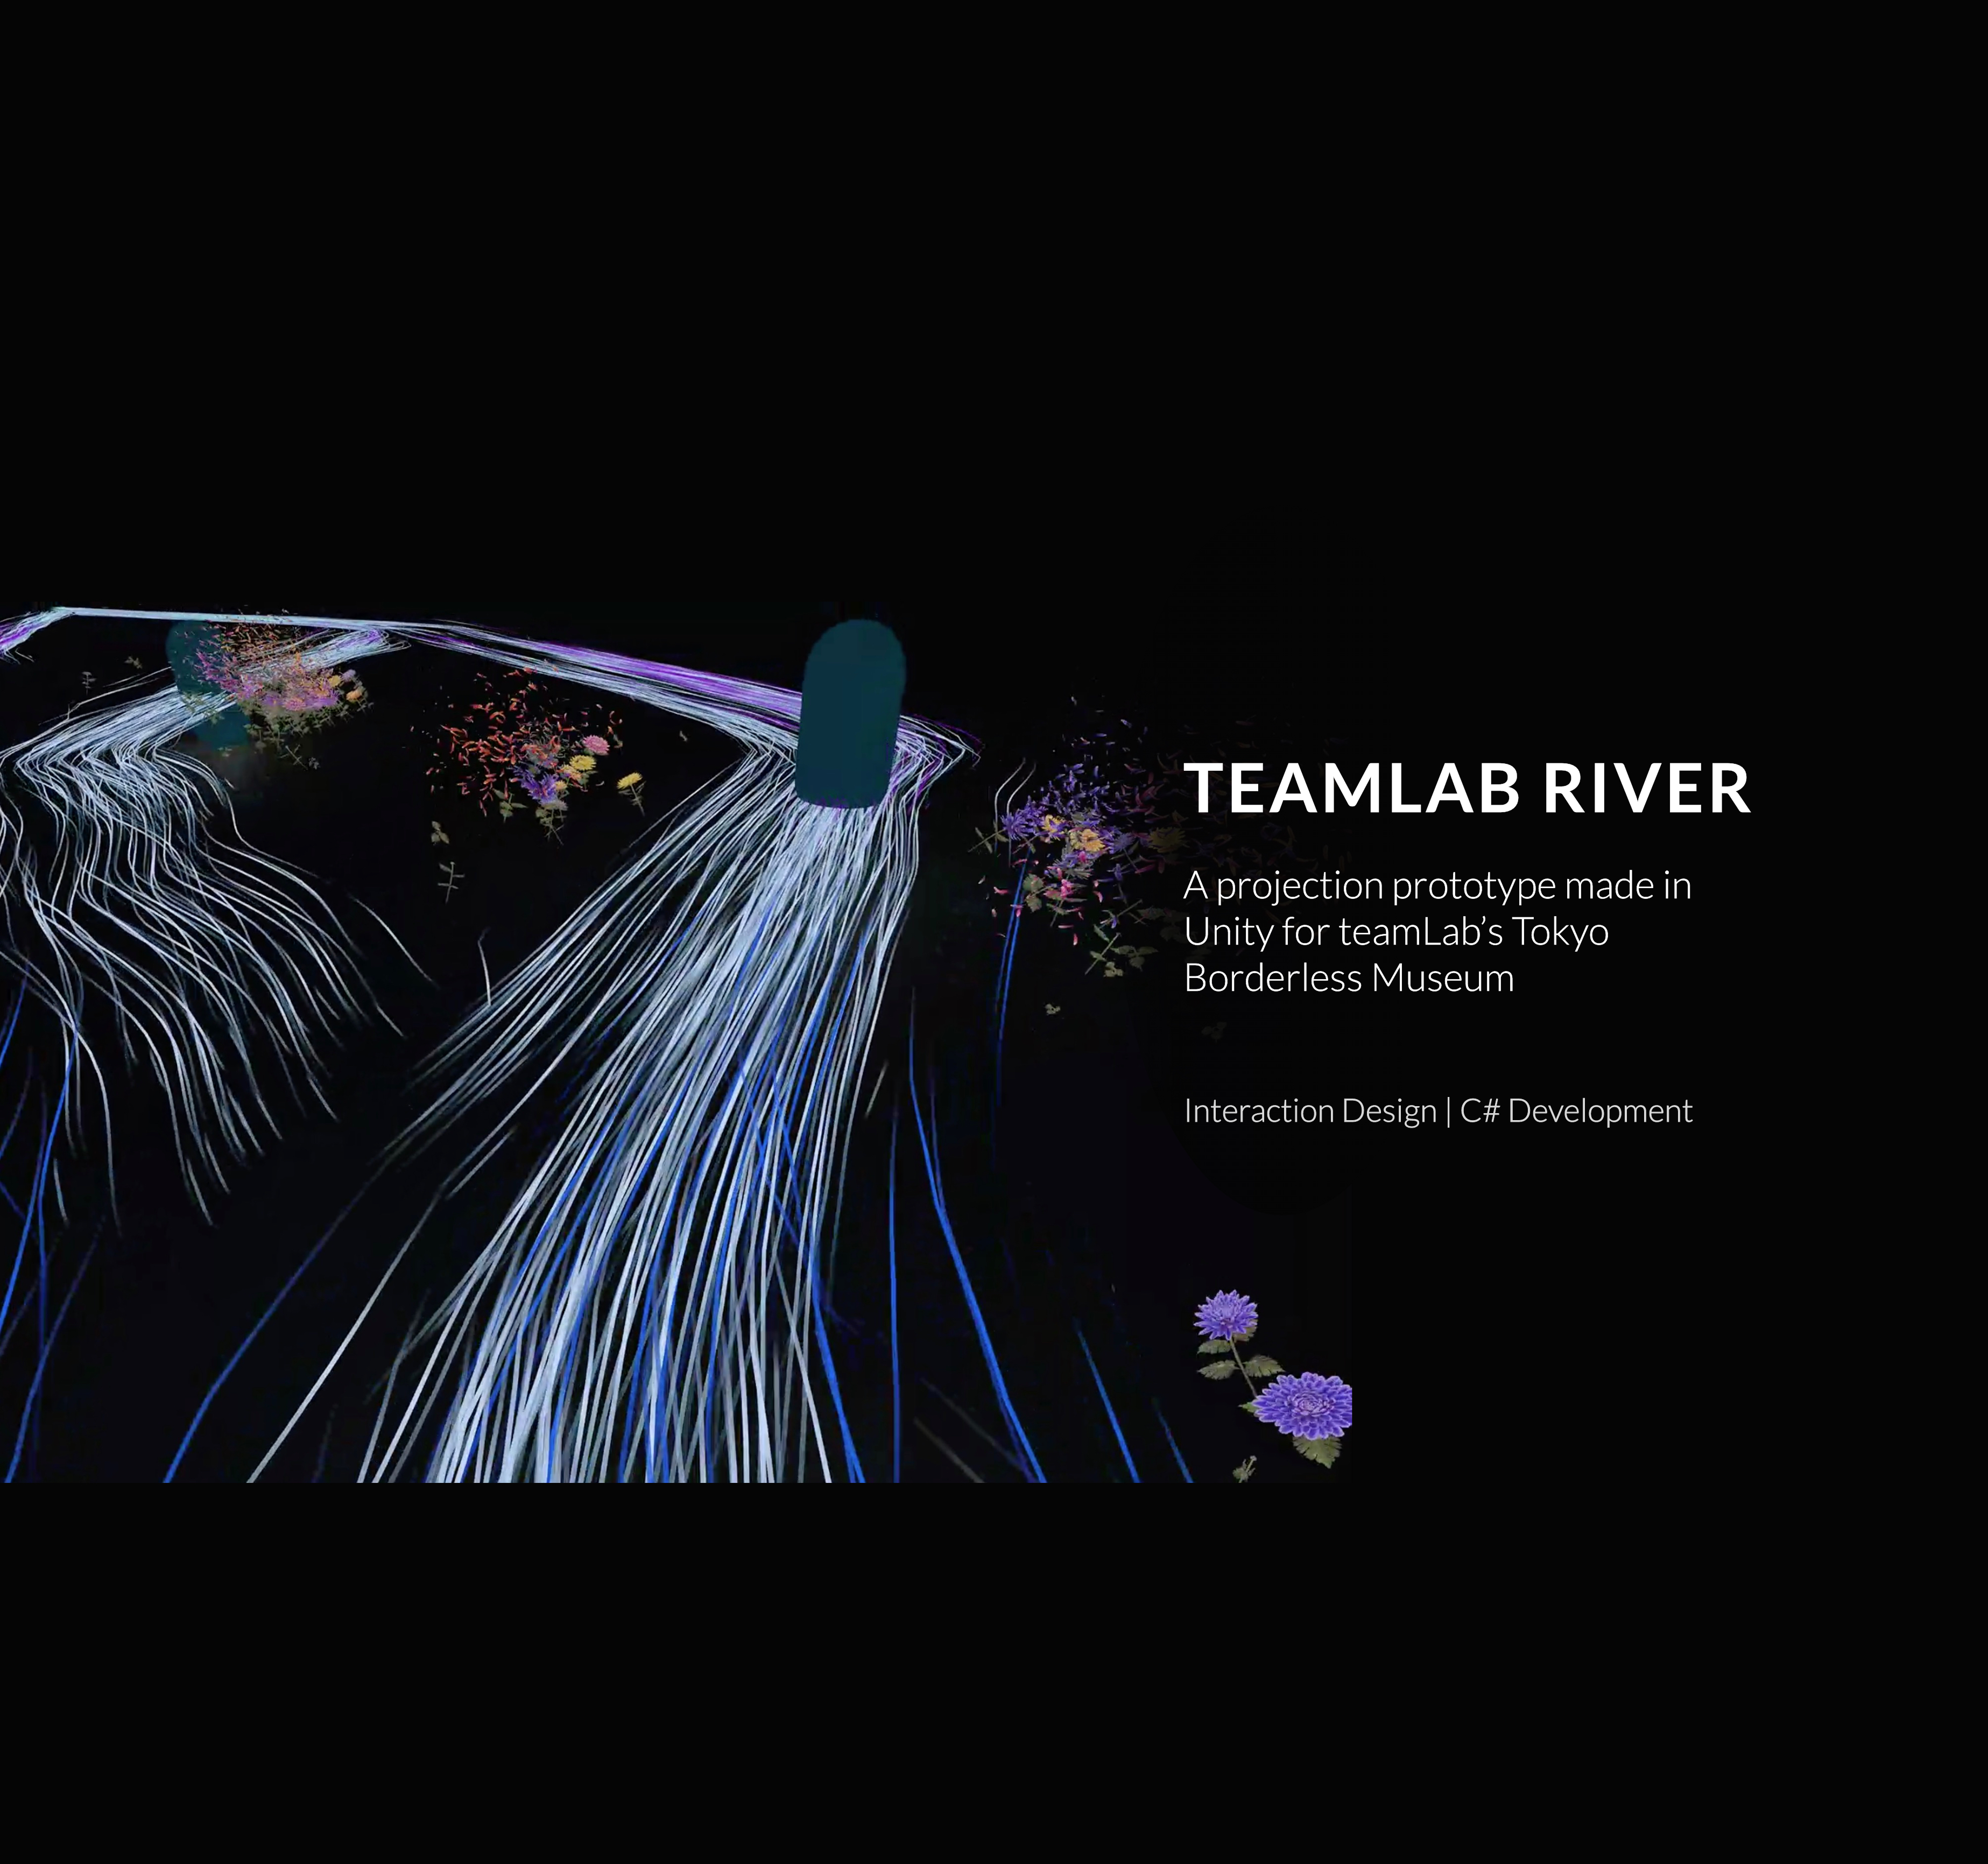 TEAMLAB RIVER
A projection prototype made in
Unity for teamLab’s Tokyo
Borderless Museum
Interaction Design | C# Development